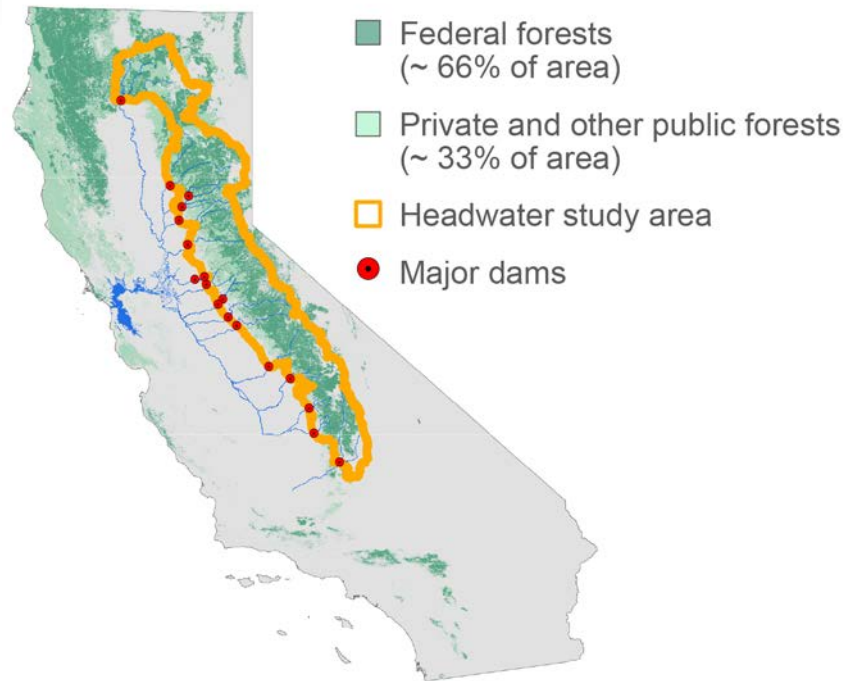 Federal forests
(~ 66% of area)
Private and other public forests
(~ 33% of area)
Headwater study area
Major dams